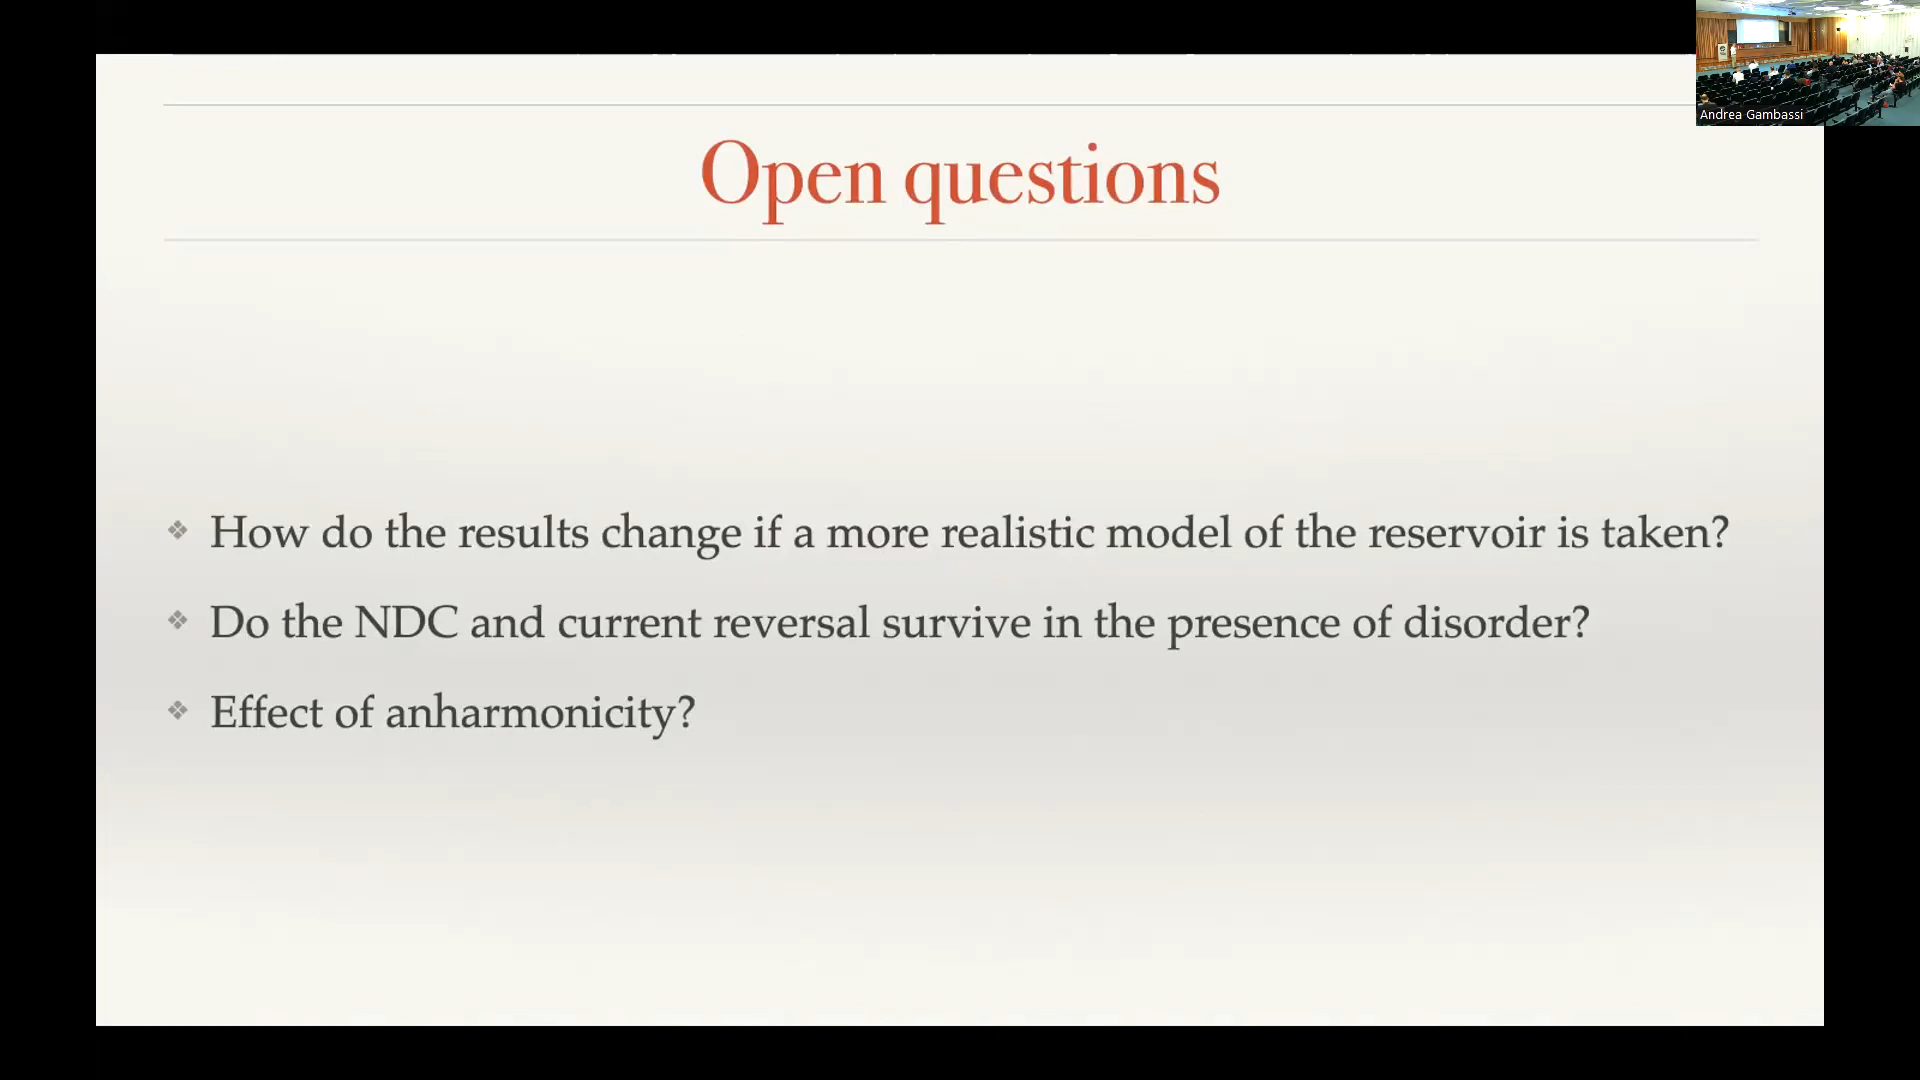 Andrea Gambassi
Open questions
❖ How do the results change if a more realistic model of the reservoir is taken?
❖ Do the NDC and current reversal survive in the presence of disorder?
❖ Effect of anharmonicity?